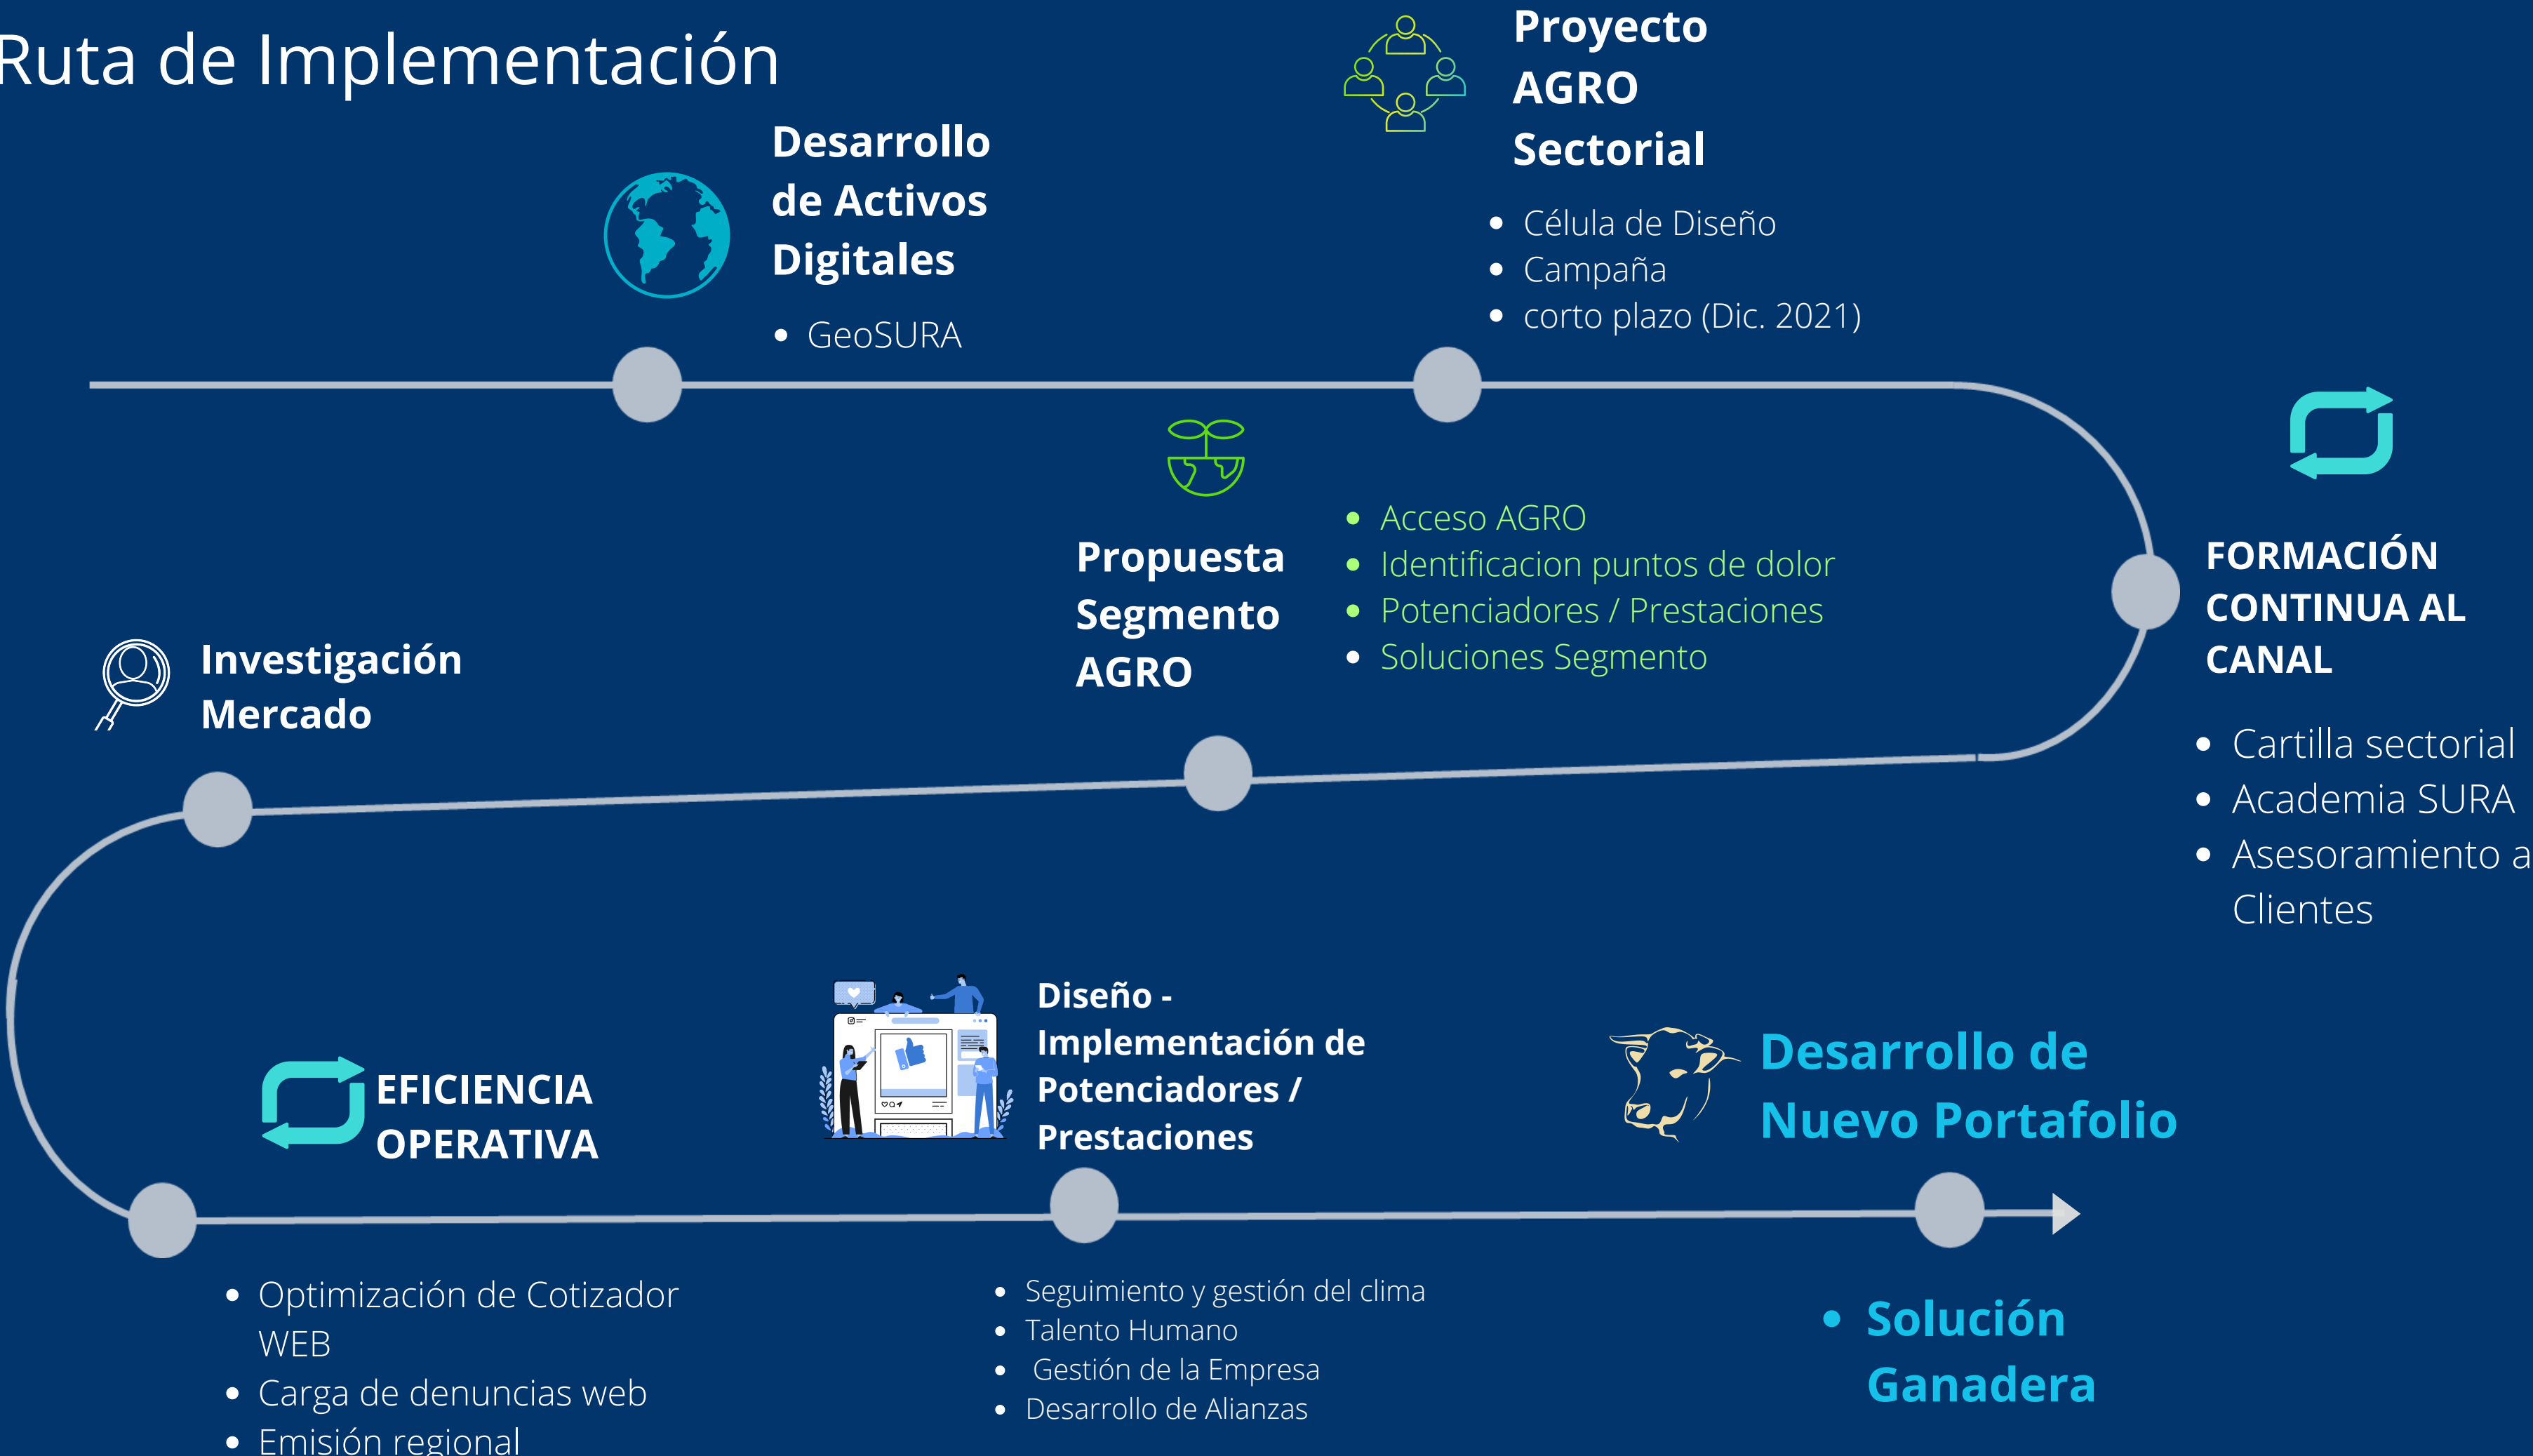 Ruta de Implementación
Desarrollo
de Activos
Digitales
• GeoSURA
Proyecto
AGRO
Sectorial
• Célula de Diseño
• Campaña
• corto plazo (Dic. 2021)
FORMACIÓN
CONTINUA AL
CANAL
• Cartilla sectorial
• Academia SURA
• Asesoramiento a
Clientes
Propuesta
Segmento
AGRO
• Acceso AGRO
• Identificacion puntos de dolor
• Potenciadores / Prestaciones
• Soluciones Segmento
Investigación
Mercado
EFICIENCIA
OPERATIVA
• Optimización de Cotizador
WEB
• Carga de denuncias web
• Emisión regional
Diseño -
Implementación de
Potenciadores /
Prestaciones
• Seguimiento y gestión del clima
• Talento Humano
• Gestión de la Empresa
• Desarrollo de Alianzas
Desarrollo de
Nuevo Portafolio
• Solución
Ganadera